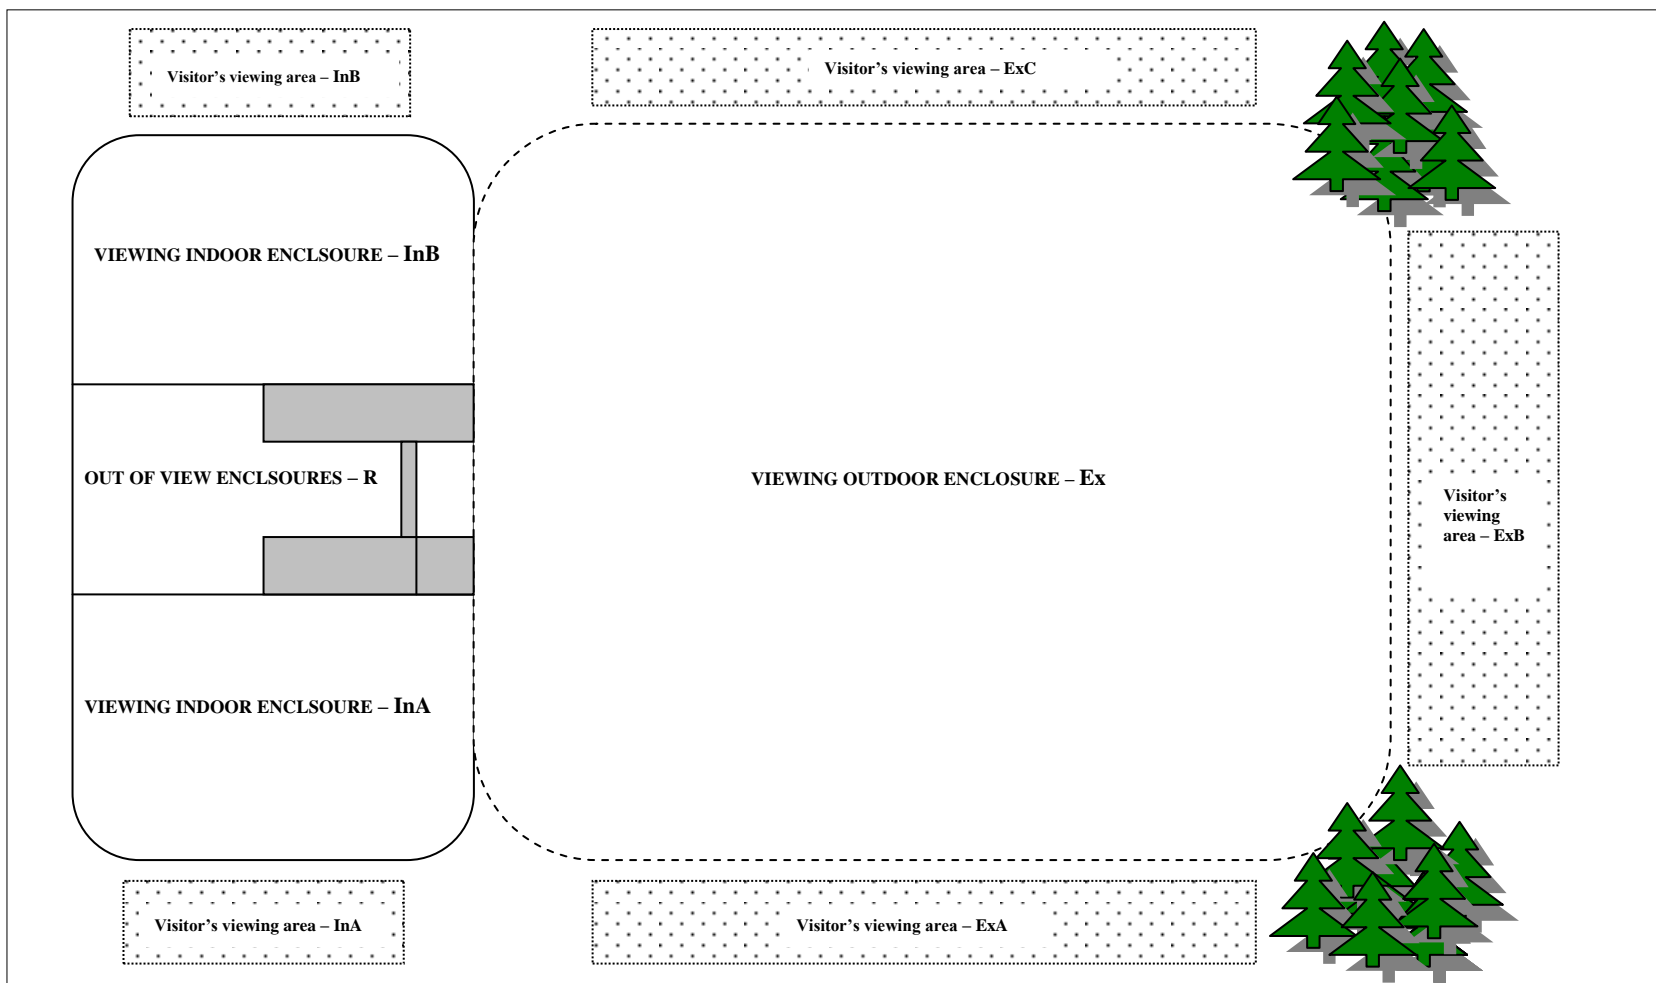 Visitor’s viewing area – InB
Visitor’s viewing area – ExC
VIEWING INDOOR ENCLSOURE – InB
OUT OF VIEW ENCLSOURES – R
VIEWING OUTDOOR ENCLOSURE – Ex
Visitor’s
viewing
area – ExB
VIEWING INDOOR ENCLSOURE – InA
Visitor’s viewing area – InA
Visitor’s viewing area – ExA